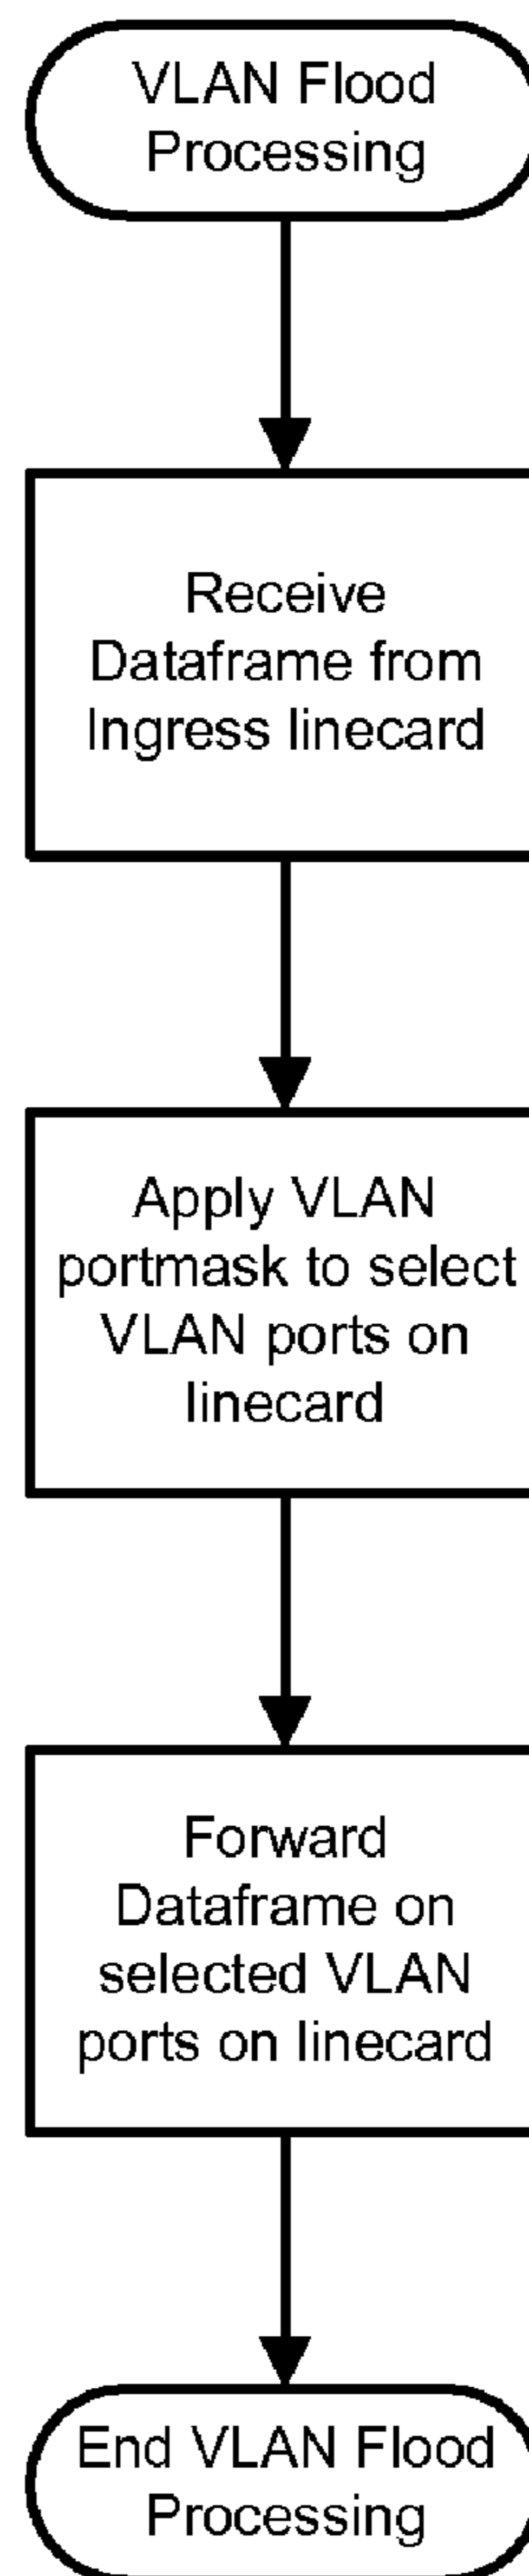 VLAN Flood
Processing
Receive
Dataframe from
Ingress linecard
Apply VLAN
portmask to select
VLAN ports on
linecard
Forward
Dataframe on
selected VLAN
ports on linecard
End VLAN Flood
Processing